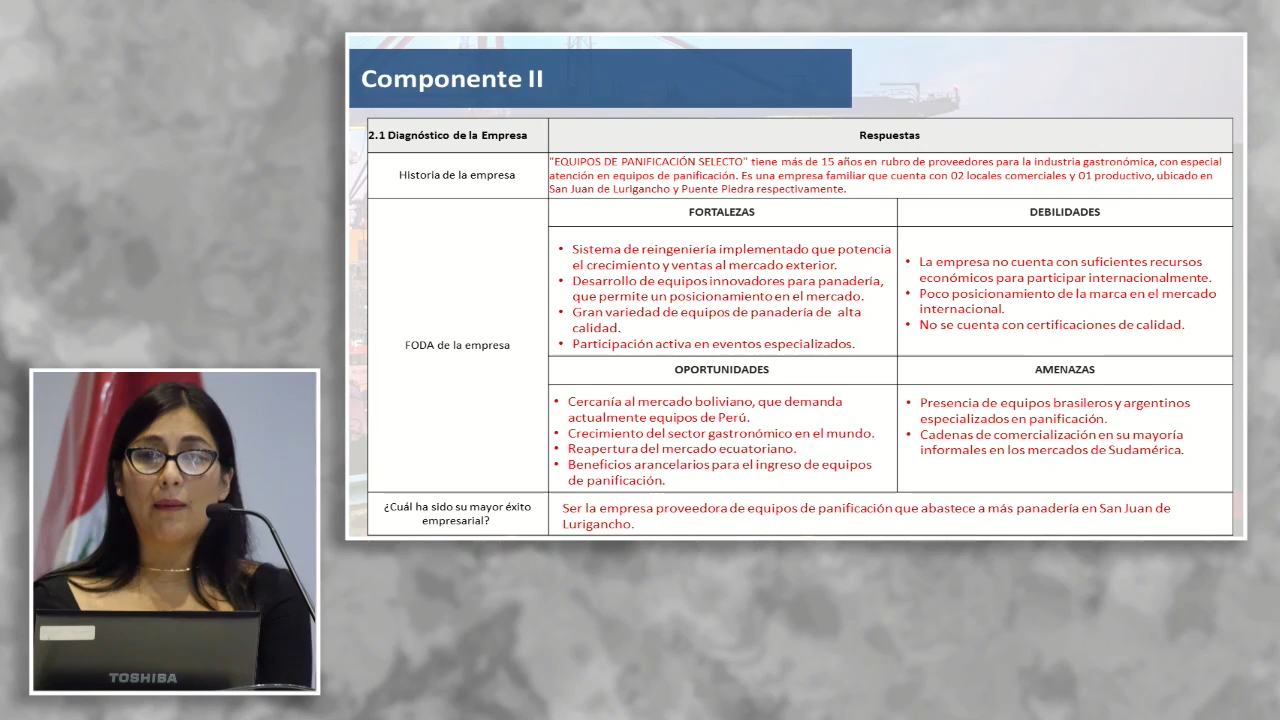 Componente II
2.1 Diagnóstico de la Empresa
Respuestas
Historia de la empresa
"EQUIPOS DE PANIFICACIÓN SELECTO" tiene más de 15 años en rubro de proveedores para la industria gastronómica, con especial
atención en equipos de panificación. Es una empresa familiar que cuenta con 02 locales comerciales y 01 productivo, ubicado en
San Juan de Lurigancho y Puente Piedra respectivamente.
FODA de la empresa
FORTALEZAS
• Sistema de reingeniería implementado que potencia
el crecimiento y ventas al mercado exterior.
• Desarrollo de equipos innovadores para panadería,
que permite un posicionamiento en el mercado.
• Gran variedad de equipos de panadería de alta
calidad.
• Participación activa en eventos especializados.
DEBILIDADES
• La empresa no cuenta con suficientes recursos
económicos para participar internacionalmente.
• Poco posicionamiento de la marca en el mercado
internacional.
• No se cuenta con certificaciones de calidad.
OPORTUNIDADES
• Cercanía al mercado boliviano, que demanda
actualmente equipos de Perú.
• Crecimiento del sector gastronómico en el mundo.
• Reapertura del mercado ecuatoriano.
• Beneficios arancelarios para el ingreso de equipos
de panificación.
AMENAZAS
• Presencia de equipos brasileros y argentinos
especializados en panificación.
• Cadenas de comercialización en su mayoría
informales en los mercados de Sudamérica.
¿Cuál ha sido su mayor éxito
empresarial?
Ser la empresa proveedora de equipos de panificación que abastece a más panadería en San Juan de
Lurigancho.
TOSHIBA